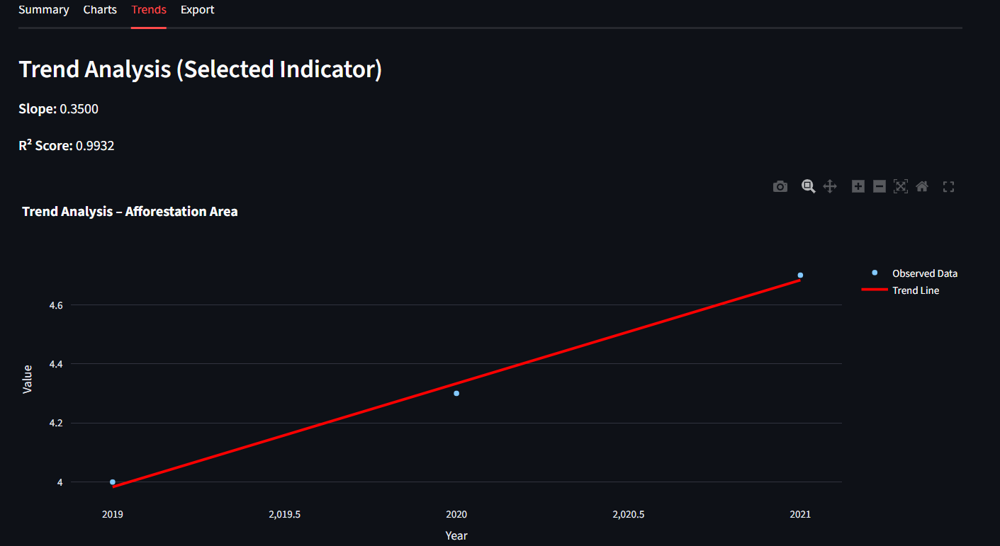 Summary Charts Trends Export
Trend Analysis (Selected Indicator)
Slope: 0.3500
R² Score: 0.9932
Trend Analysis – Afforestation Area
Observed Data
Trend Line
Value
4.6
4.4
4.2
4
2019 2,019.5 2020 2,020.5 2021
Year